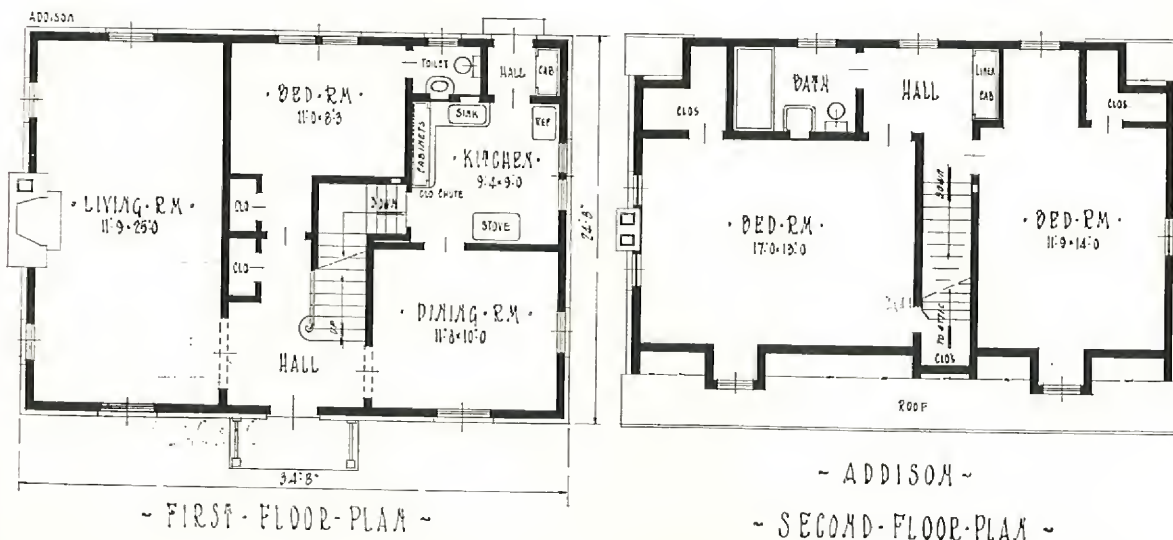 ADDISON
LIVING·RM
11'-9×25'-0
BED·RM
11'-0×8'-3
TOILET
HALL
CAB
CABINETS
SINK
REF
KITCHEN
9'-4×9'-0
CLO CHUTE
STOVE
CLO
CLO
DOWN
UP
DINING·RM
11'-8×10'-0
HALL
24'-8"
34'-8"
~ FIRST·FLOOR·PLAN ~
CLOS
BATH
HALL
LINEN
CAB
CLOS
BED·RM
17'-0×13'-0
DOWN
BED·RM
11'-9×14'-0
TO ATTIC
CLOS
ROOF
~ ADDISON ~
~ SECOND·FLOOR·PLAN ~